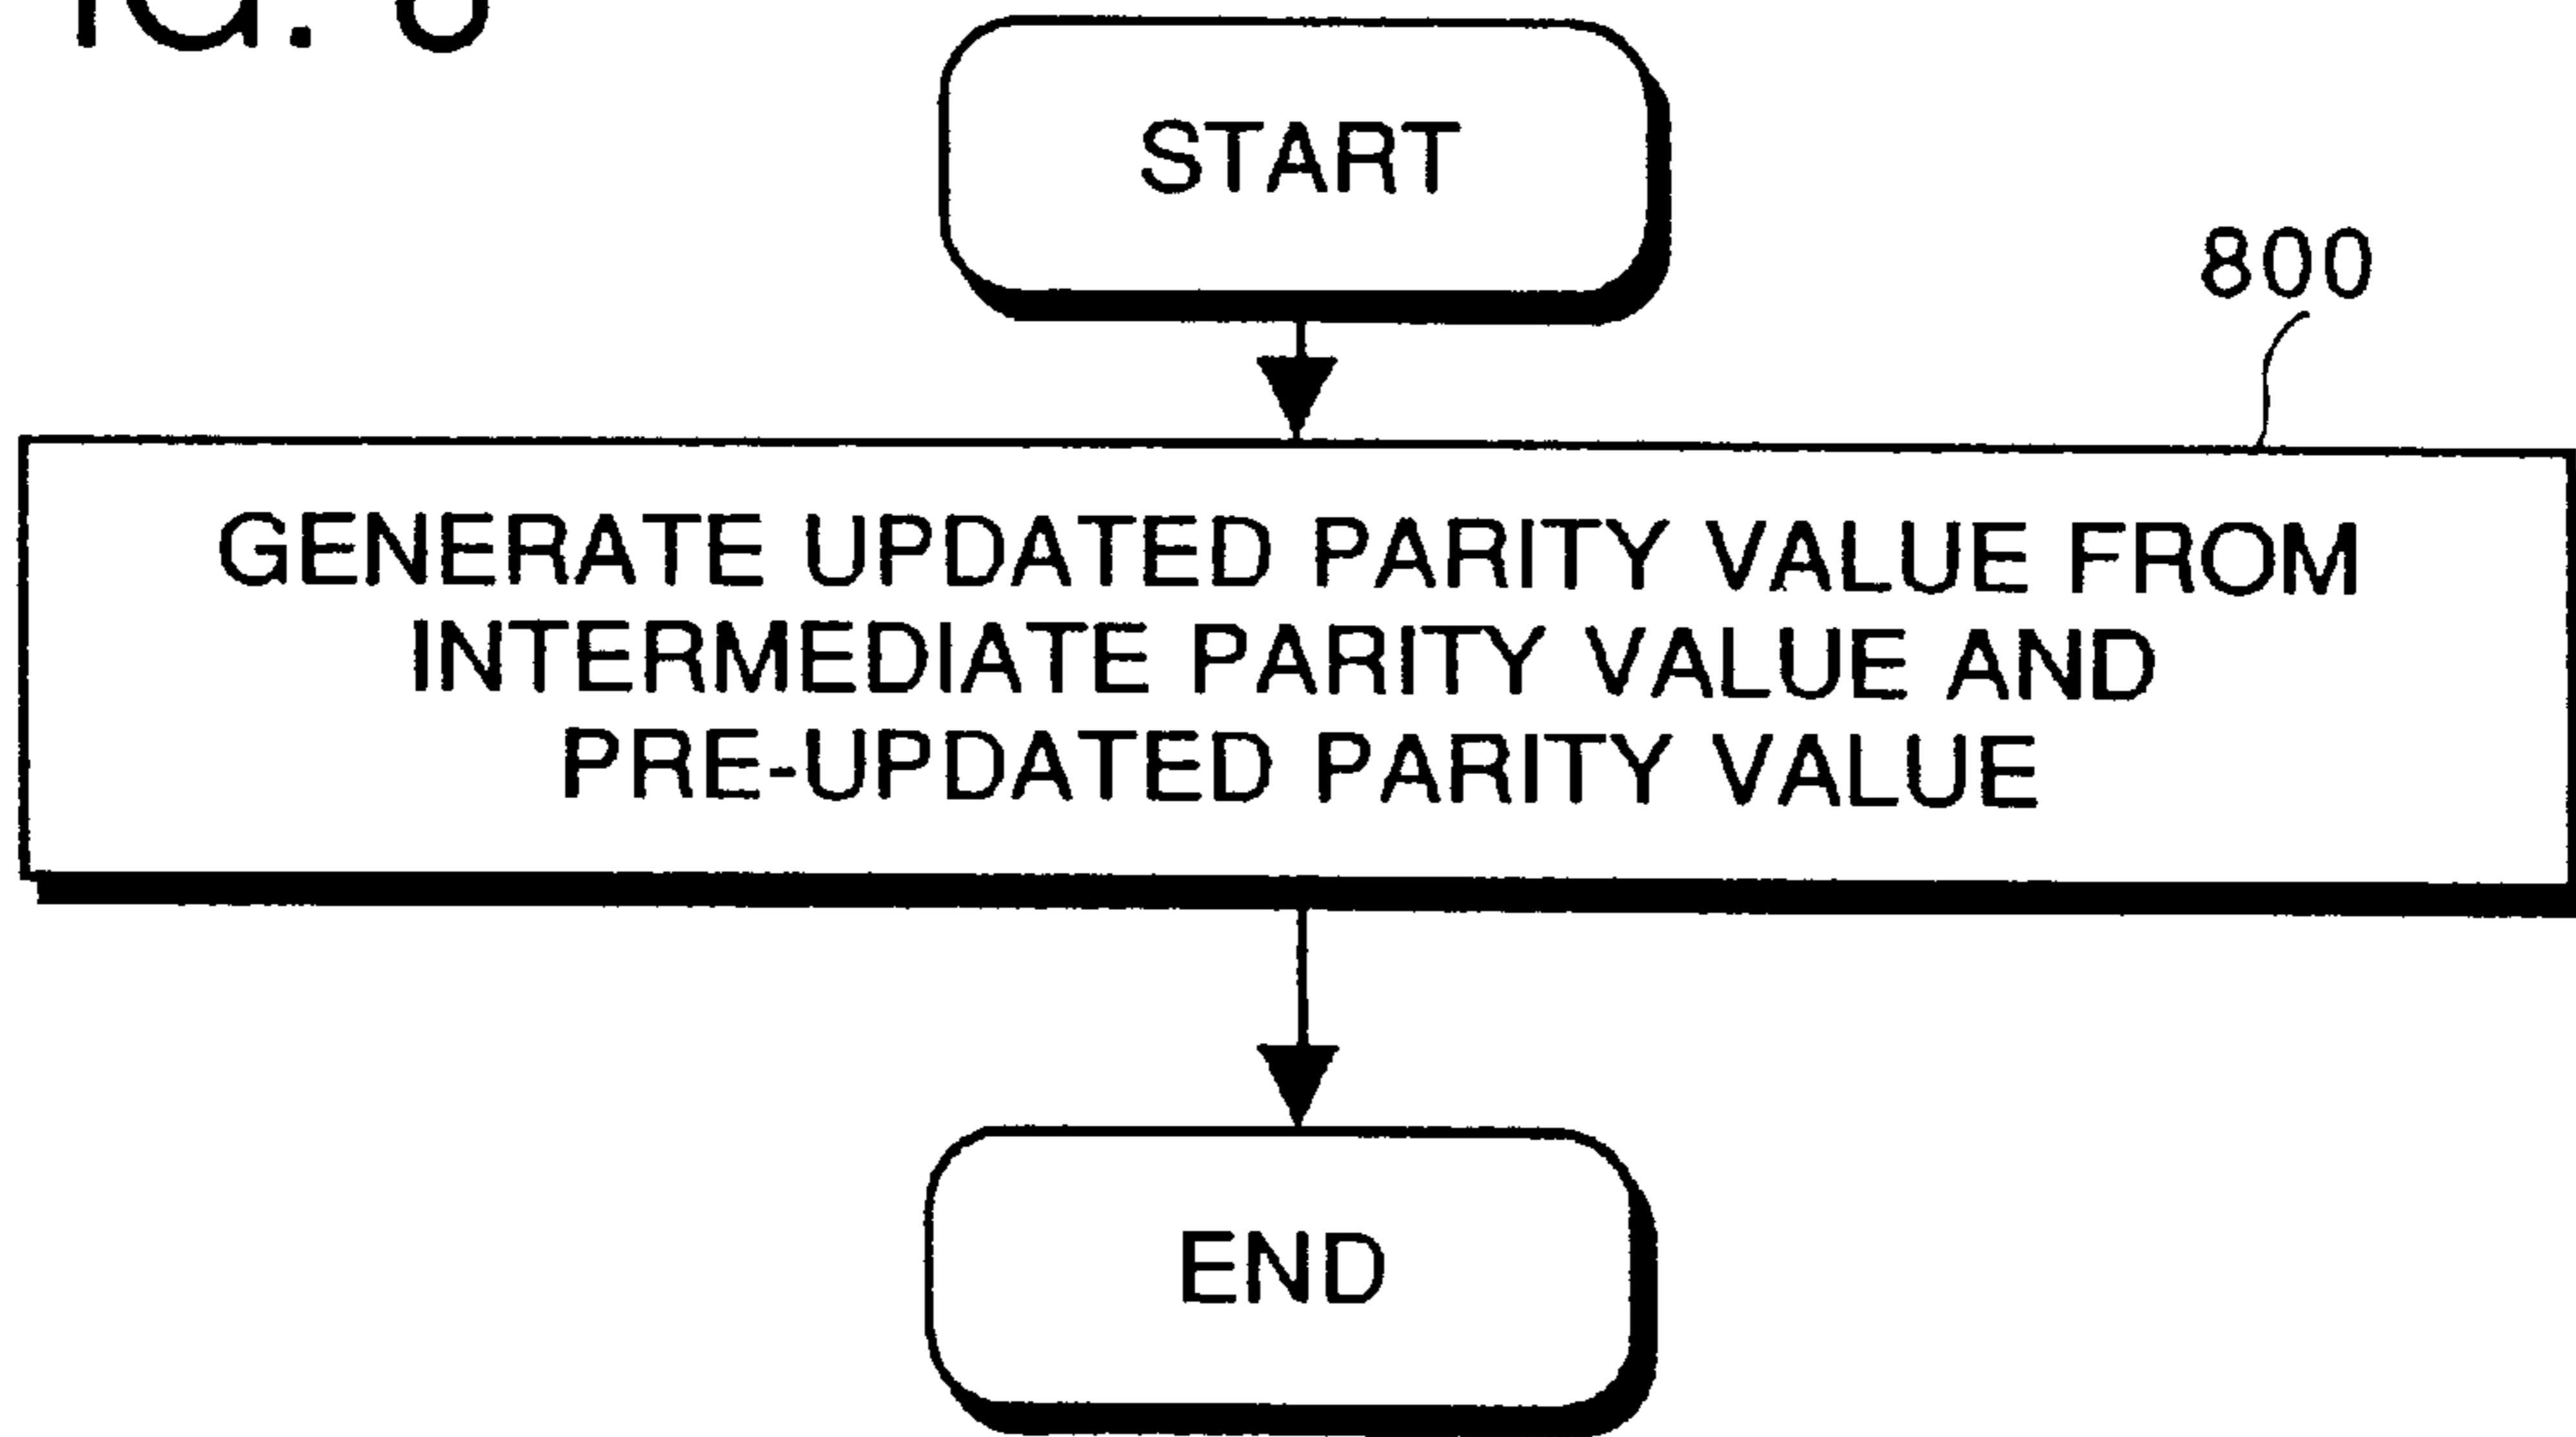 START
800
GENERATE UPDATED PARITY VALUE FROM
INTERMEDIATE PARITY VALUE AND
PRE-UPDATED PARITY VALUE
END